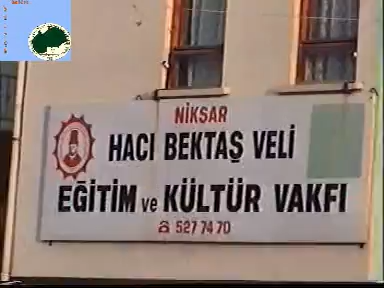 NİKSAR
HACI BEKTAŞ VELİ
EĞİTİM ve KÜLTÜR VAKFI
☎ 527 74 70